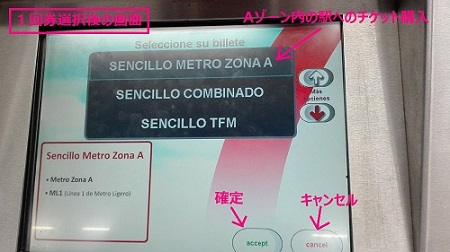 1回券選択後の画面
Aゾーン内の駅へのチケット購入
Seleccione su billete
SENCILLO METRO ZONA A
SENCILLO COMBINADO
SENCILLO TFM
Más
opciones
Sencillo Metro Zona A
• Metro Zona A
• ML1 (Línea 1 de Metro Ligero)
確定
キャンセル
accept
cancel